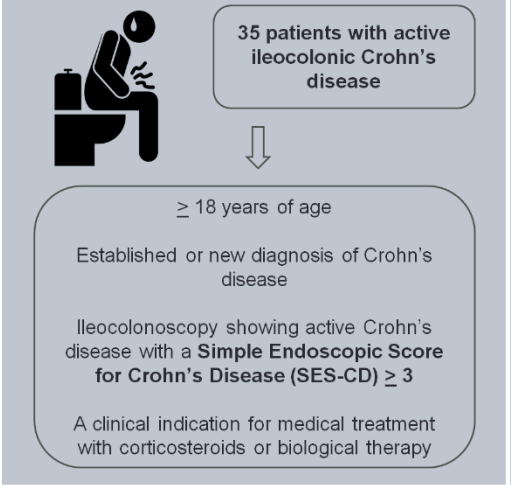 35 patients with active
ileocolonic Crohn's
disease
≥ 18 years of age
Established or new diagnosis of Crohn's
disease
Ileocolonoscopy showing active Crohn's
disease with a Simple Endoscopic Score
for Crohn's Disease (SES-CD) ≥ 3
A clinical indication for medical treatment
with corticosteroids or biological therapy